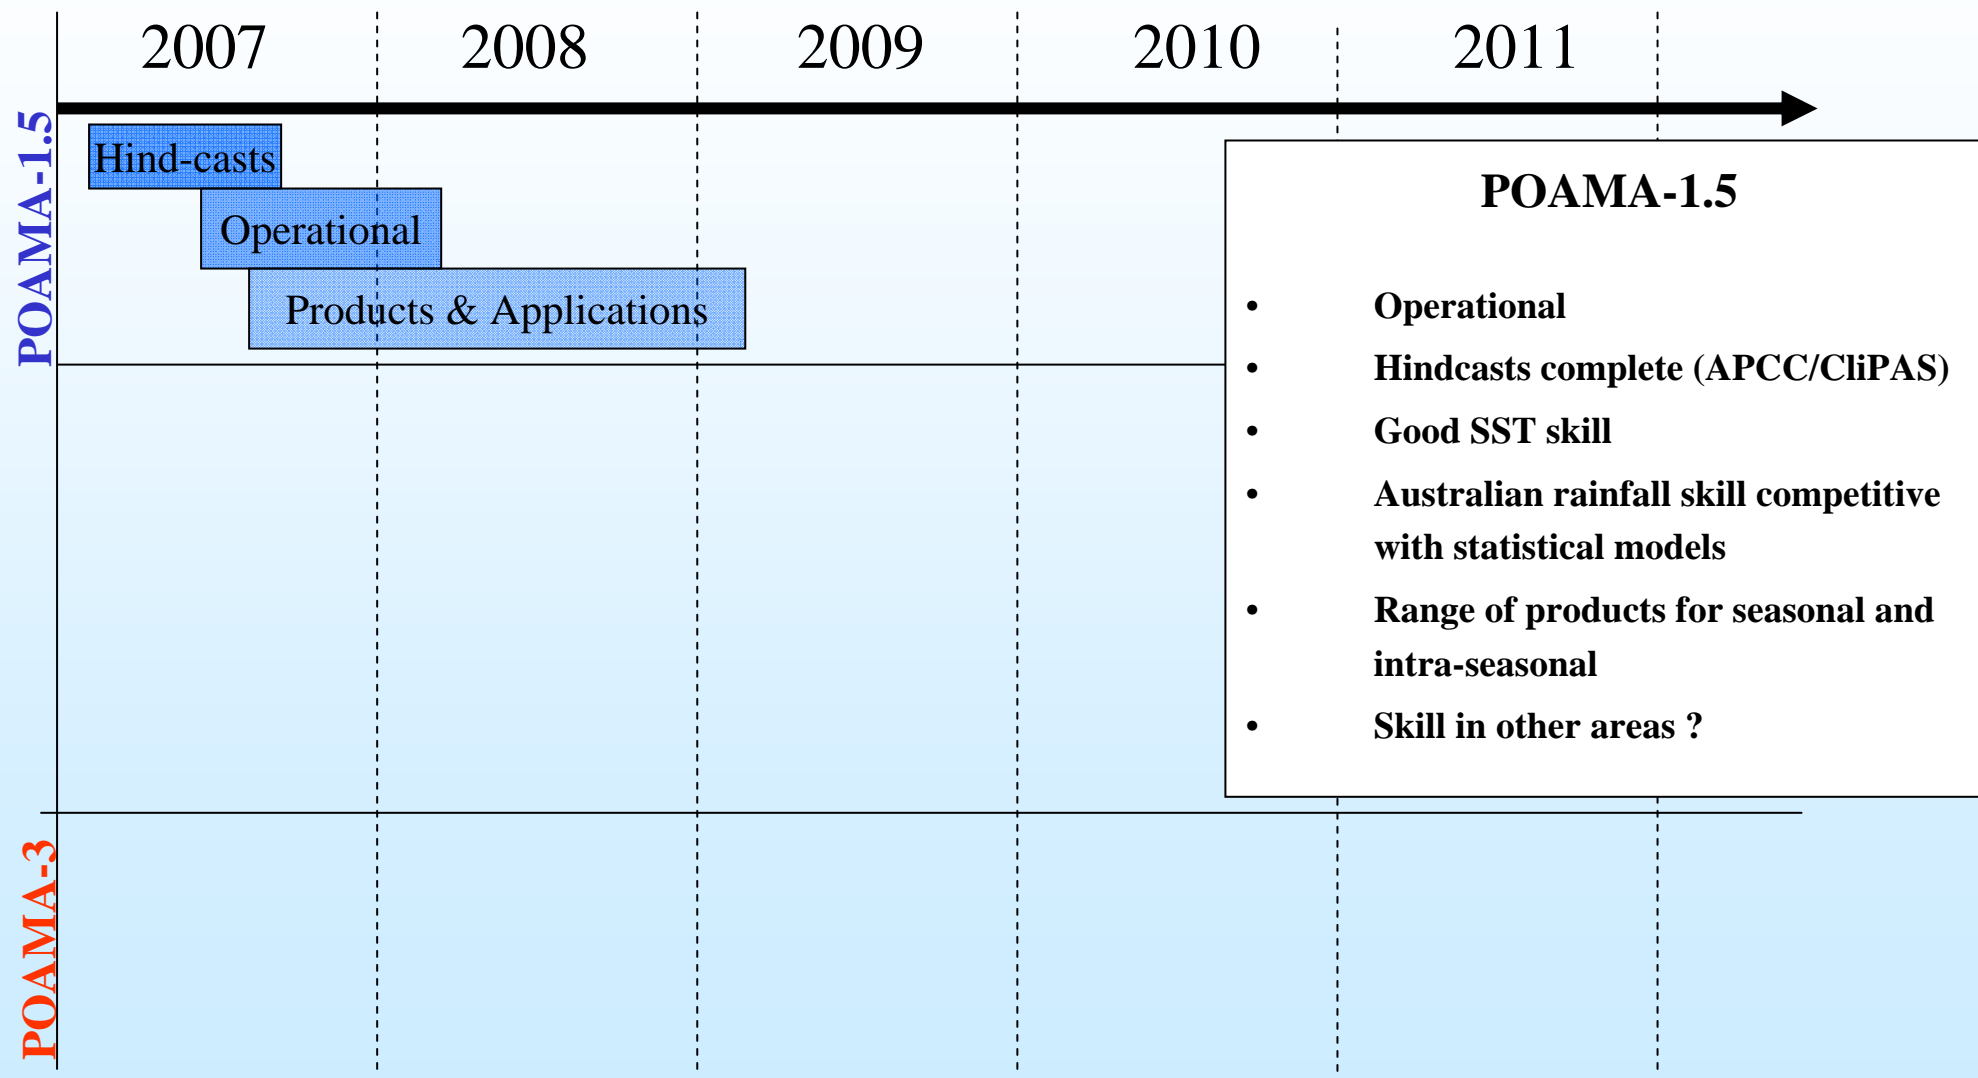 2007 2008 2009 2010 2011
POAMA-1.5
Hind-casts
Operational
Products & Applications
POAMA-1.5
• Operational
• Hindcasts complete (APCC/CliPAS)
• Good SST skill
• Australian rainfall skill competitive
with statistical models
• Range of products for seasonal and
intra-seasonal
• Skill in other areas ?
POAMA-3